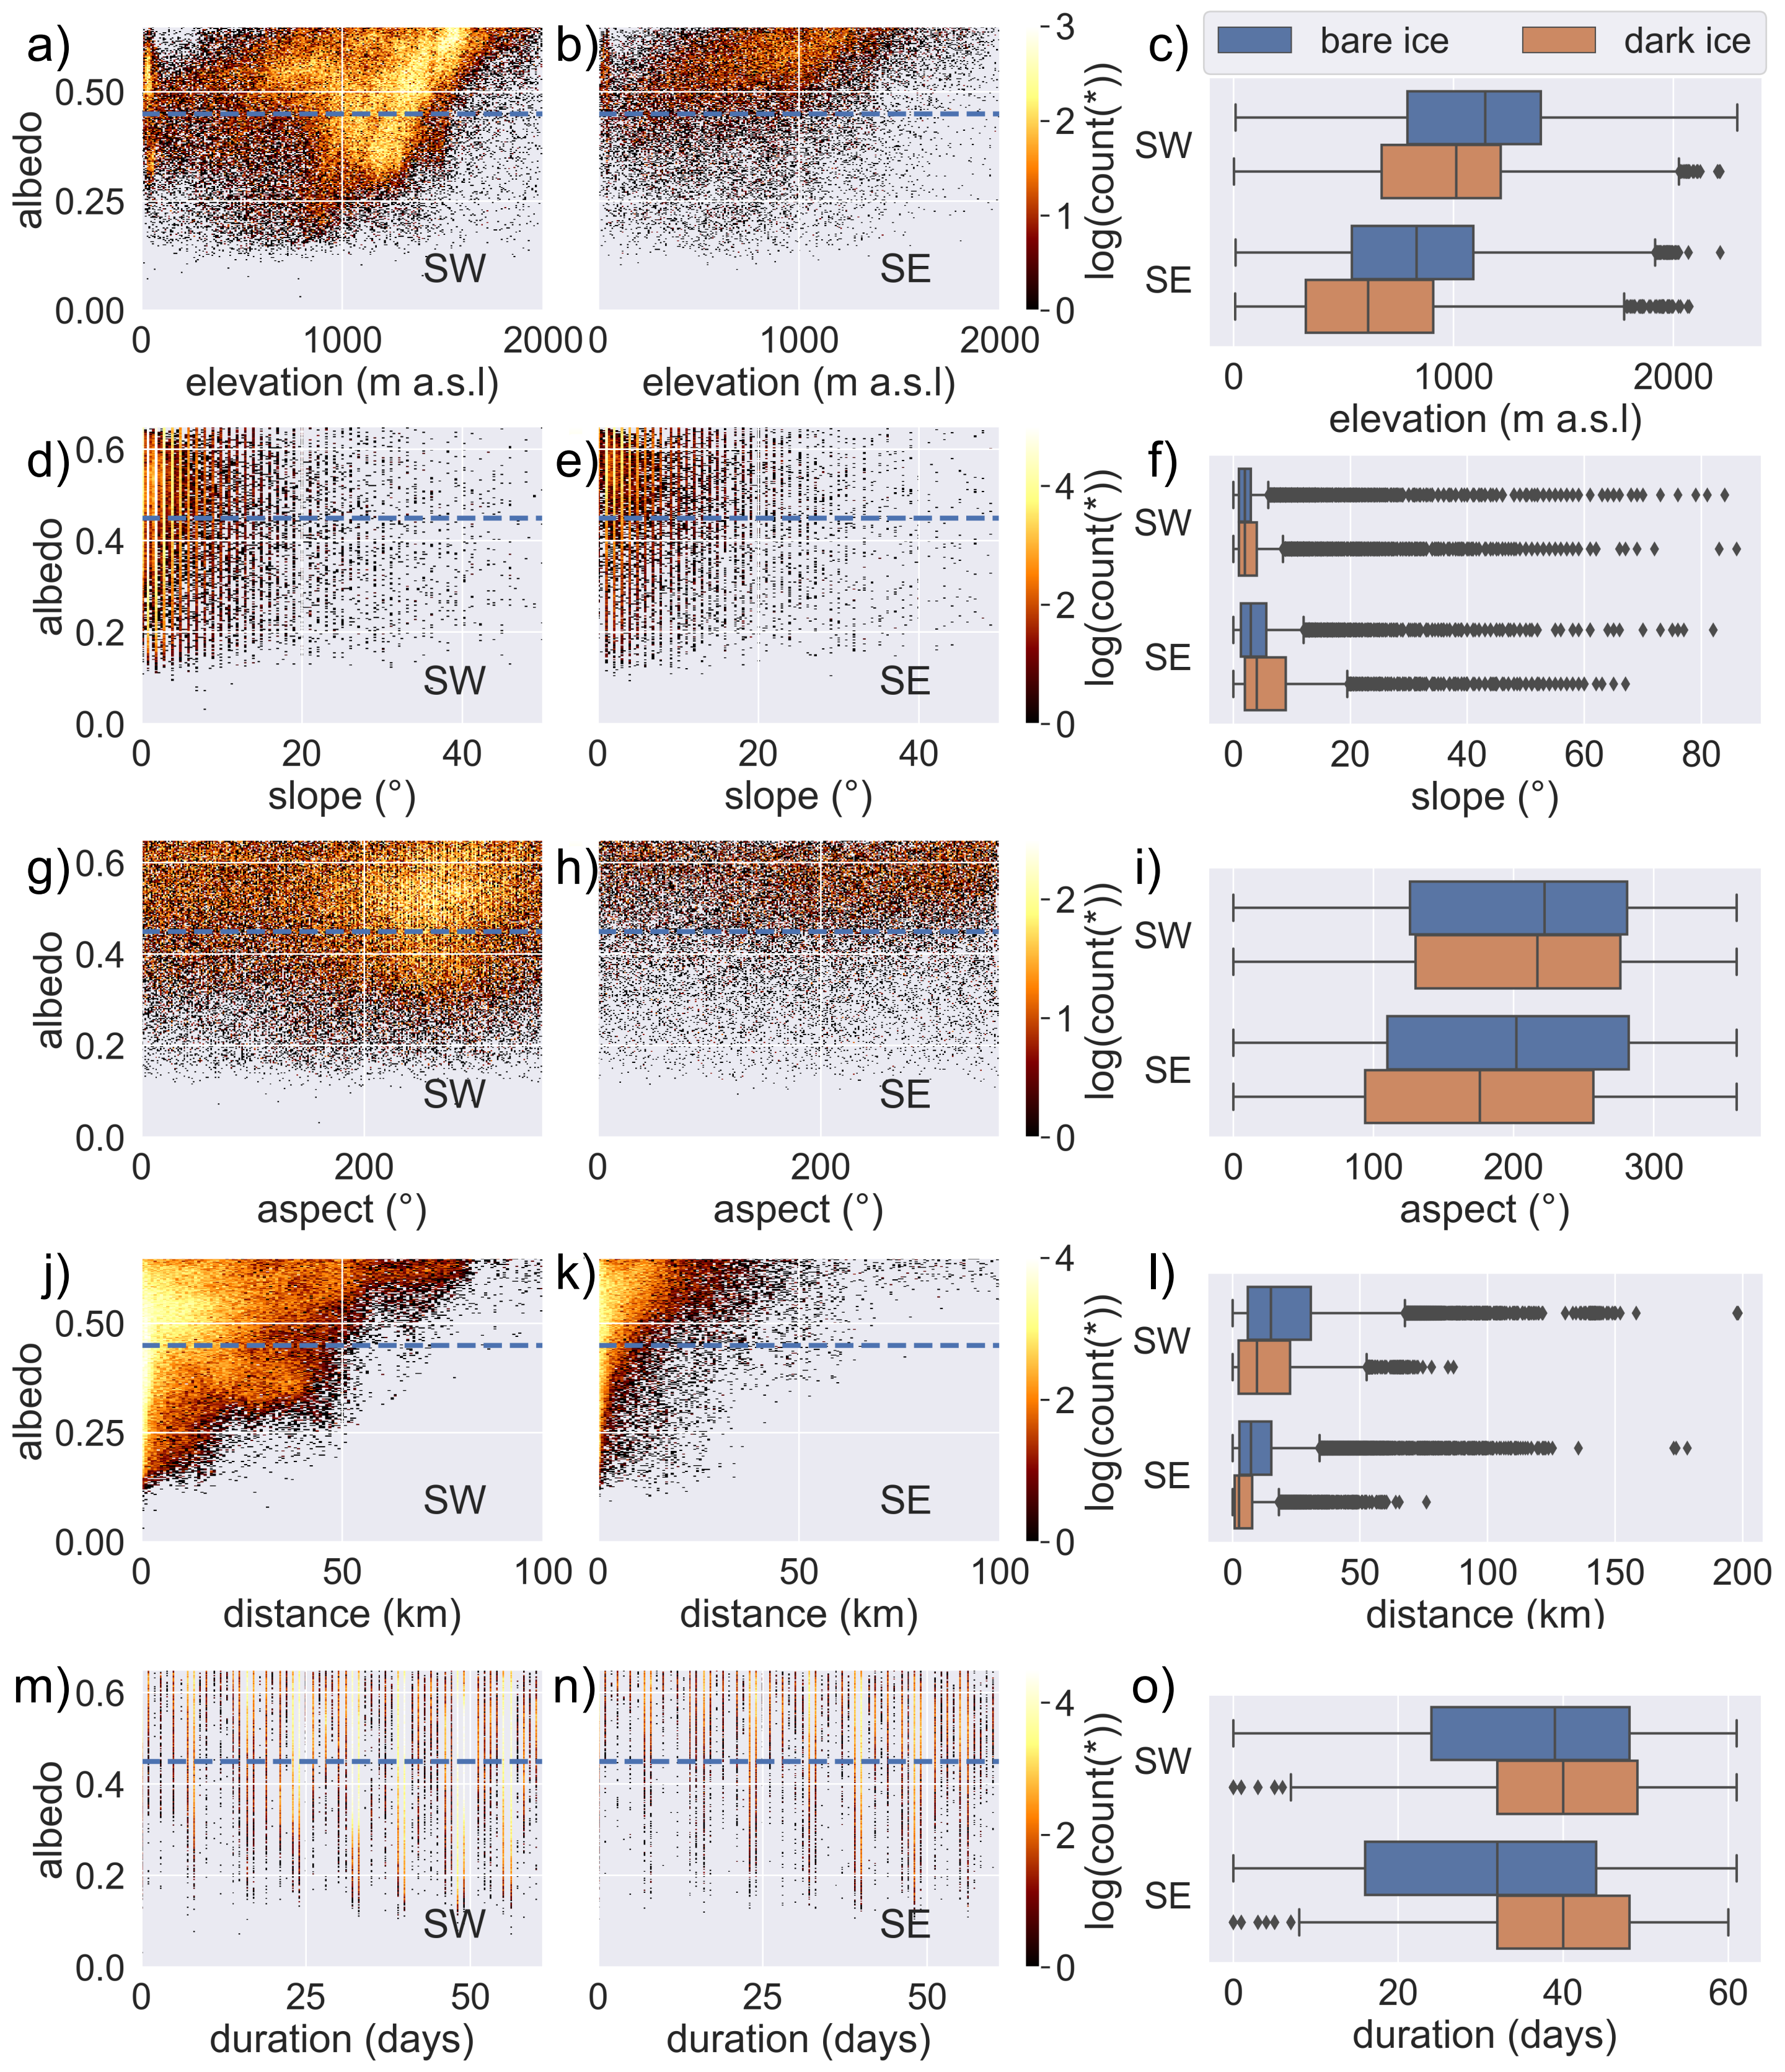 a)
b)
c)
bare ice
dark ice
albedo
0.50
0.25
0.00
SW
SE
0
1000
2000
0
1000
2000
elevation (m a.s.l)
elevation (m a.s.l)
3
2
1
0
log(count(*))
SW
SE
0
1000
2000
elevation (m a.s.l)
d)
e)
f)
albedo
0.6
0.4
0.2
0.0
SW
SE
0
20
40
0
20
40
slope (°)
slope (°)
4
2
0
log(count(*))
SW
SE
0
20
40
60
80
slope (°)
g)
h)
i)
albedo
0.6
0.4
0.2
0.0
SW
SE
0
200
0
200
aspect (°)
aspect (°)
2
1
0
log(count(*))
SW
SE
0
100
200
300
aspect (°)
j)
k)
l)
albedo
0.50
0.25
0.00
SW
SE
0
50
100
0
50
100
distance (km)
distance (km)
4
2
0
log(count(*))
SW
SE
0
50
100
150
200
distance (km)
m)
n)
o)
albedo
0.6
0.4
0.2
0.0
SW
SE
0
25
50
0
25
50
duration (days)
duration (days)
4
2
0
log(count(*))
SW
SE
0
20
40
60
duration (days)